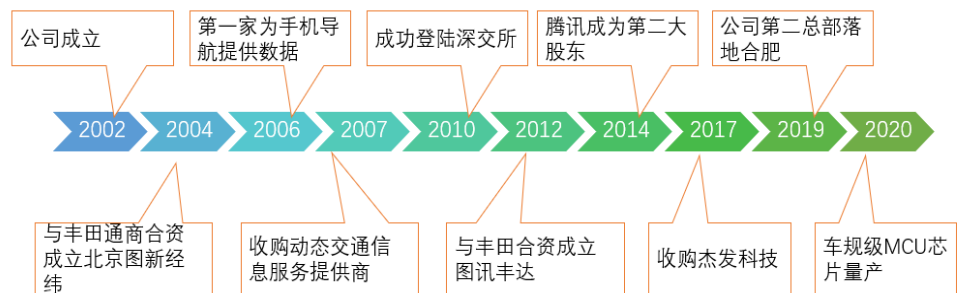 公司成立
第一家为手机导
航提供数据
成功登陆深交所
腾讯成为第二大
股东
公司第二总部落
地合肥
2002
2004
2006
2007
2010
2012
2014
2017
2019
2020
与丰田通商合资
成立北京图新经
纬
收购动态交通信
息服务提供商
与丰田合资成立
图讯丰达
收购杰发科技
车规级MCU芯
片量产